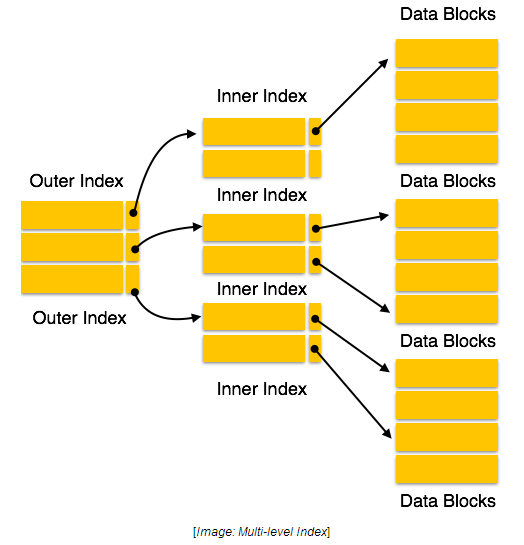 Data Blocks
Inner Index
Outer Index
Inner Index
Data Blocks
Inner Index
Outer Index
Data Blocks
Inner Index
Data Blocks
[Image: Multi-level Index]